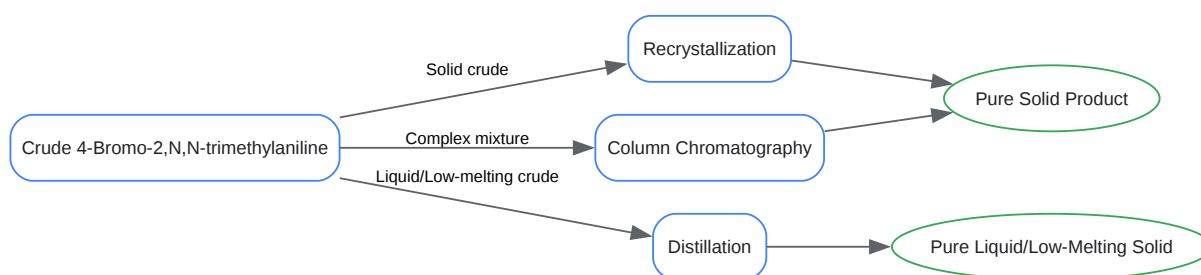 Recrystallization
Solid crude
Pure Solid Product
Crude 4-Bromo-2,N,N-trimethylaniline
Complex mixture
Column Chromatography
Liquid/Low-melting crude
Distillation
Pure Liquid/Low-Melting Solid